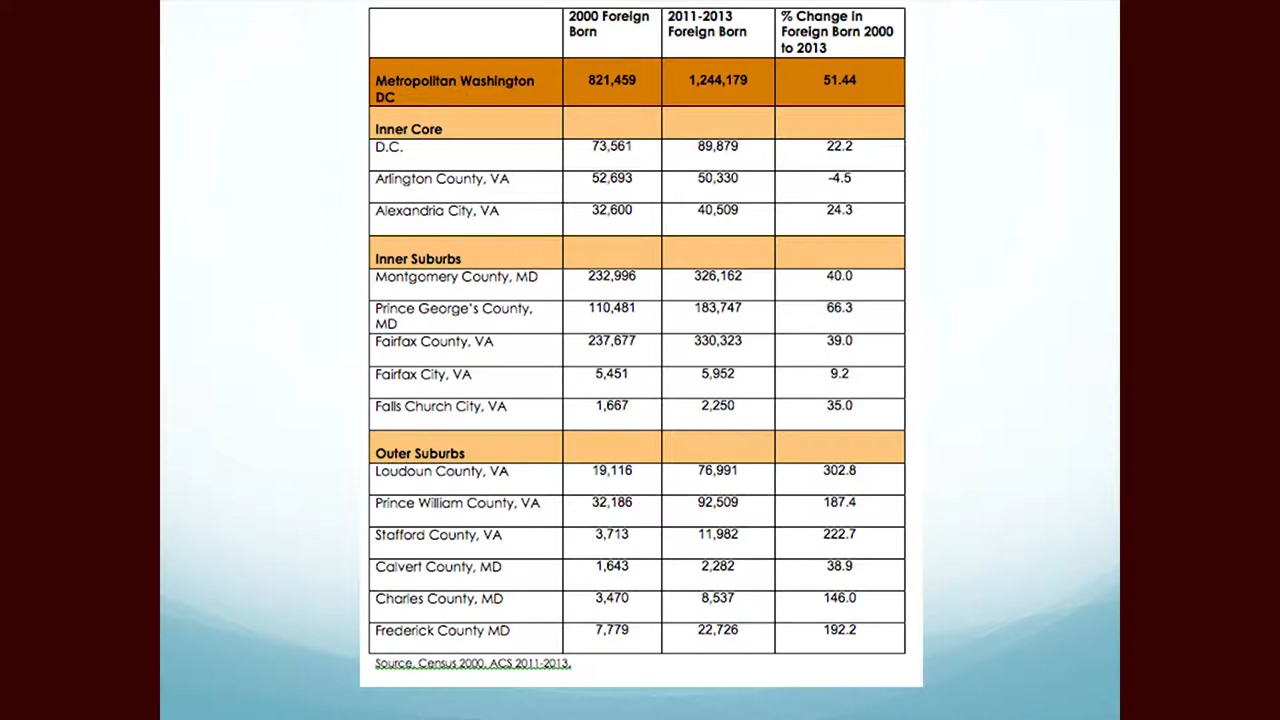 2000 Foreign Born 2011-2013 Foreign Born % Change in Foreign Born 2000 to 2013
Metropolitan Washington DC 821,459 1,244,179 51.44
Inner Core
D.C. 73,561 89,879 22.2
Arlington County, VA 52,693 50,330 -4.5
Alexandria City, VA 32,600 40,509 24.3
Inner Suburbs
Montgomery County, MD 232,996 326,162 40.0
Prince George's County, MD 110,481 183,747 66.3
Fairfax County, VA 237,677 330,323 39.0
Fairfax City, VA 5,451 5,952 9.2
Falls Church City, VA 1,667 2,250 35.0
Outer Suburbs
Loudoun County, VA 19,116 76,991 302.8
Prince William County, VA 32,186 92,509 187.4
Stafford County, VA 3,713 11,982 222.7
Calvert County, MD 1,643 2,282 38.9
Charles County, MD 3,470 8,537 146.0
Frederick County MD 7,779 22,726 192.2
Source, Census 2000, ACS 2011-2013.